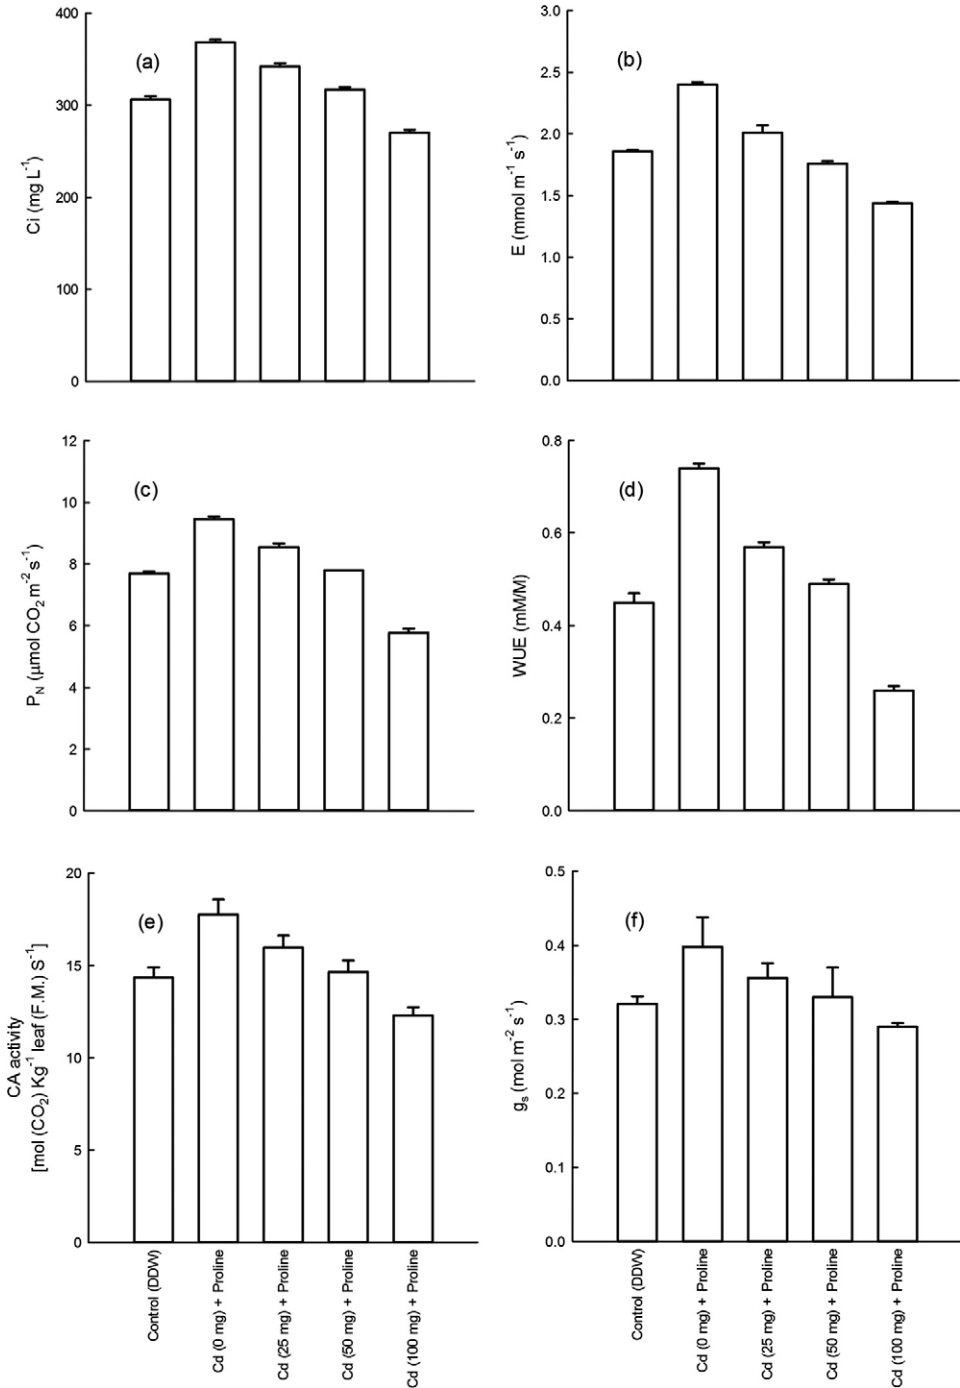 (a)
Ci (mg L⁻¹)
400
300
200
100
0
(b)
E (mmol m⁻¹ s⁻¹)
3.0
2.5
2.0
1.5
1.0
0.5
0.0
(c)
P_N (μmol CO₂ m⁻² s⁻¹)
12
10
8
6
4
2
0
(d)
WUE (mM/M)
0.8
0.6
0.4
0.2
0.0
(e)
CA activity
[mol (CO₂) Kg⁻¹ leaf (F.M.) S⁻¹]
20
15
10
5
0
Control (DDW)
Cd (0 mg) + Proline
Cd (25 mg) + Proline
Cd (50 mg) + Proline
Cd (100 mg) + Proline
(f)
gₛ (mol m⁻² s⁻¹)
0.5
0.4
0.3
0.2
0.1
0.0
Control (DDW)
Cd (0 mg) + Proline
Cd (25 mg) + Proline
Cd (50 mg) + Proline
Cd (100 mg) + Proline